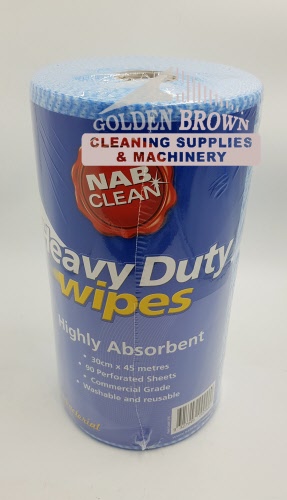 GOLDEN BROWN
CLEANING SUPPLIES
& MACHINERY
NAB
CLEAN
Heavy Duty
wipes
Highly Absorbent
• 30cm x 45 metres
• 90 Perforated Sheets
• Commercial Grade
• Washable and reusable